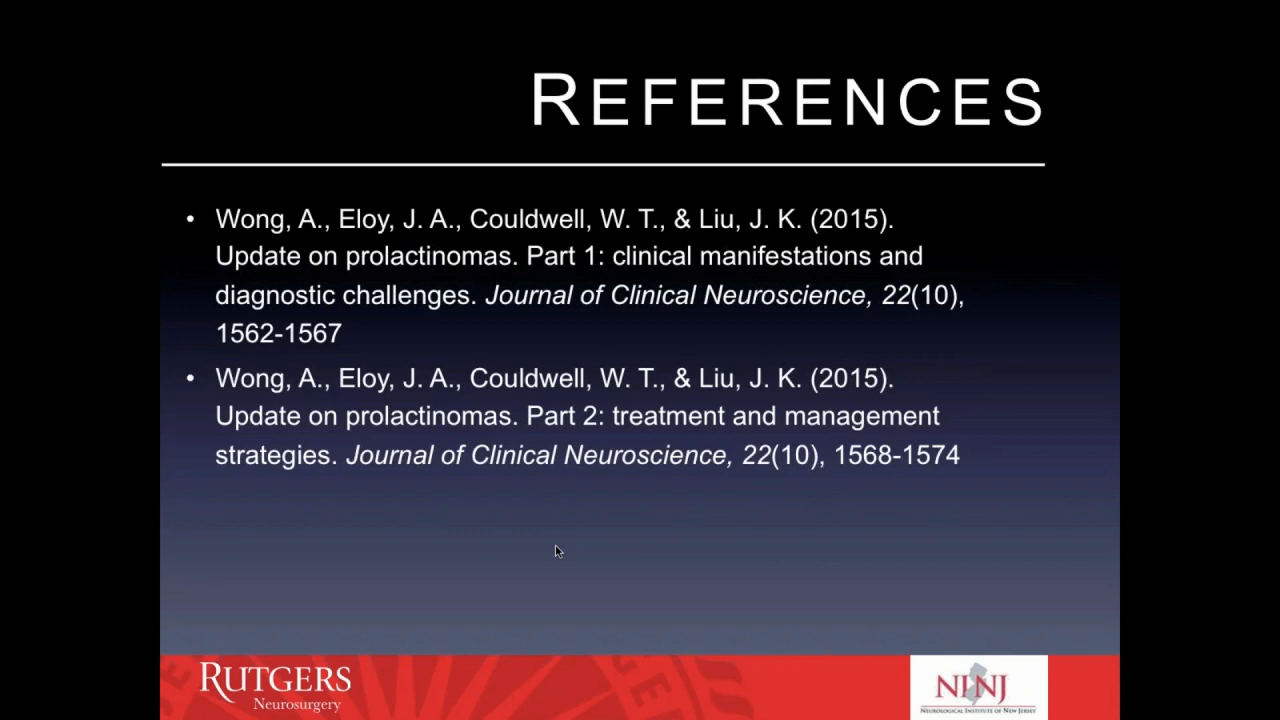 REFERENCES
• Wong, A., Eloy, J. A., Couldwell, W. T., & Liu, J. K. (2015).
Update on prolactinomas. Part 1: clinical manifestations and
diagnostic challenges. Journal of Clinical Neuroscience, 22(10),
1562-1567
• Wong, A., Eloy, J. A., Couldwell, W. T., & Liu, J. K. (2015).
Update on prolactinomas. Part 2: treatment and management
strategies. Journal of Clinical Neuroscience, 22(10), 1568-1574
RUTGERS
Neurosurgery
NINJ
NEUROLOGICAL INSTITUTE OF NEW JERSEY